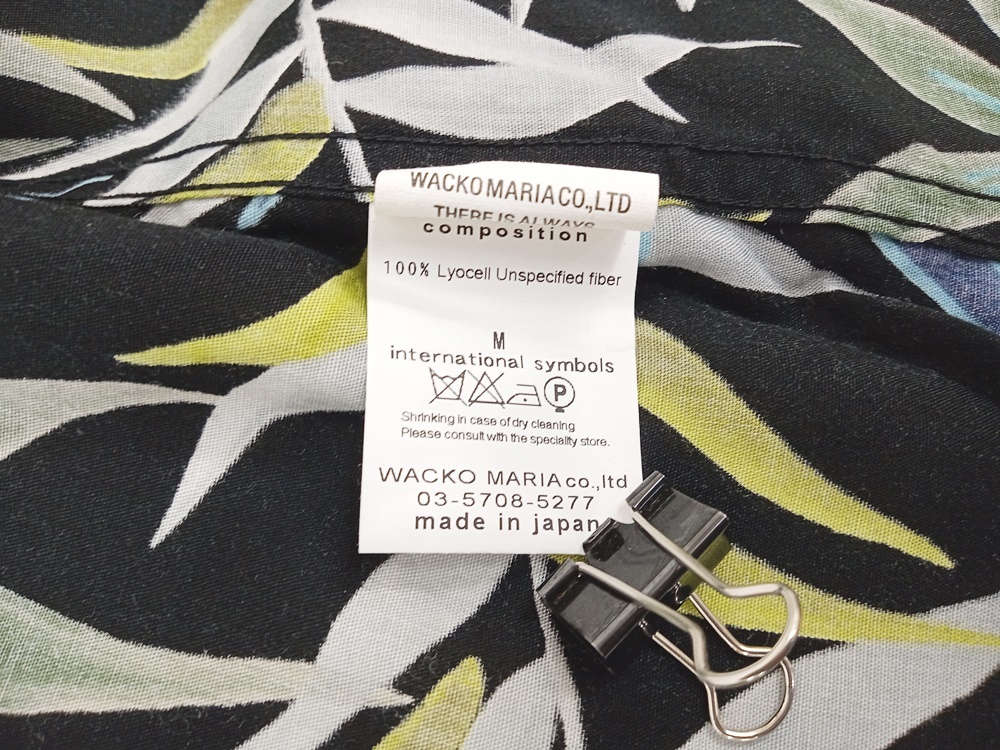 WACKO MARIA CO.,LTD
THERE IS ALWAYS
composition
100% Lyocell Unspecified fiber
M
international symbols
P
Shrinking in case of dry cleaning
Please consult with the speciality store.
WACKO MARIA co.,ltd
03-5708-5277
made in japan